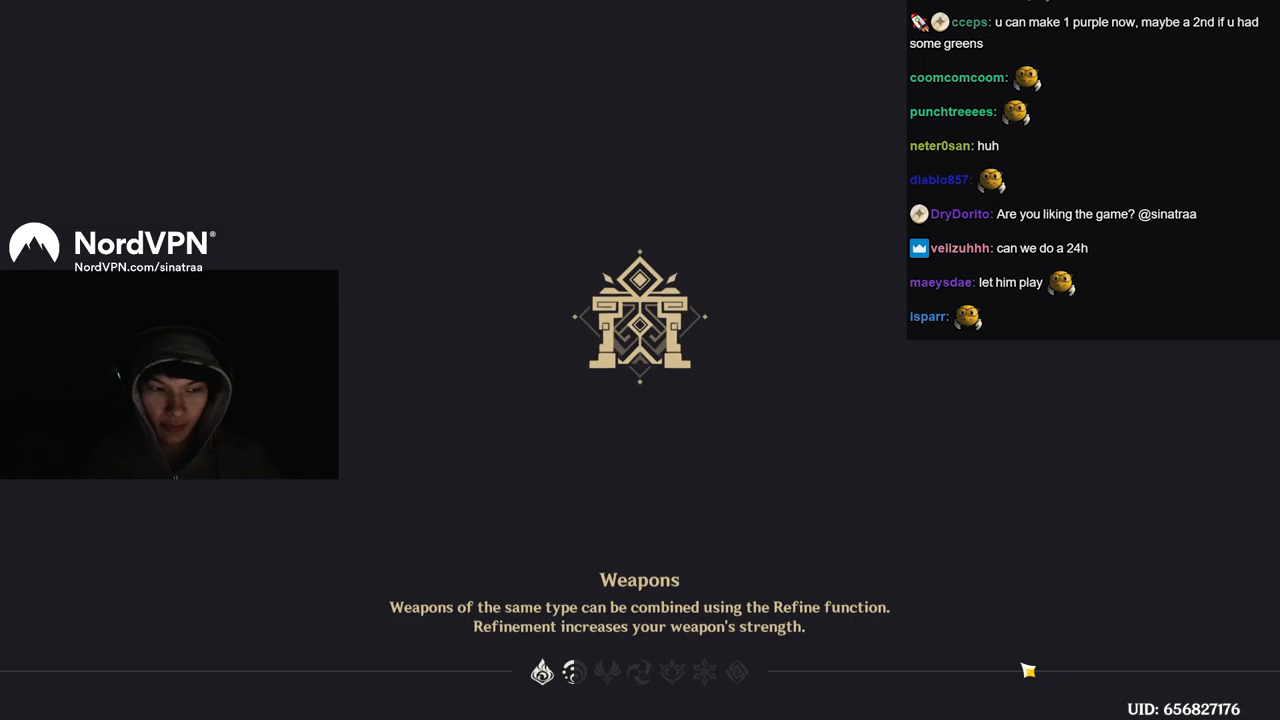 cceps: u can make 1 purple now, maybe a 2nd if u had
some greens
coomcomcoom:
punchtreeees:
neter0san: huh
diablo857:
DryDorito: Are you liking the game? @sinatraa
veiizuhhh: can we do a 24h
maeysdae: let him play
isparr:
NordVPN®
NordVPN.com/sinatraa
Weapons
Weapons of the same type can be combined using the Refine function.
Refinement increases your weapon's strength.
UID: 656827176